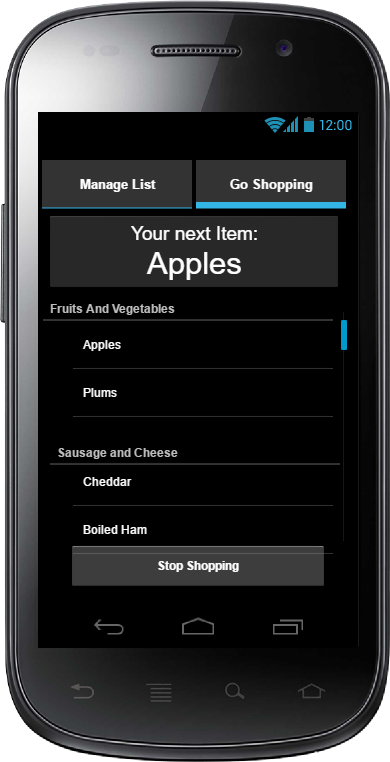 12:00
Manage List
Go Shopping
Your next Item:
Apples
Fruits And Vegetables
Apples
Plums
Sausage and Cheese
Cheddar
Boiled Ham
Stop Shopping